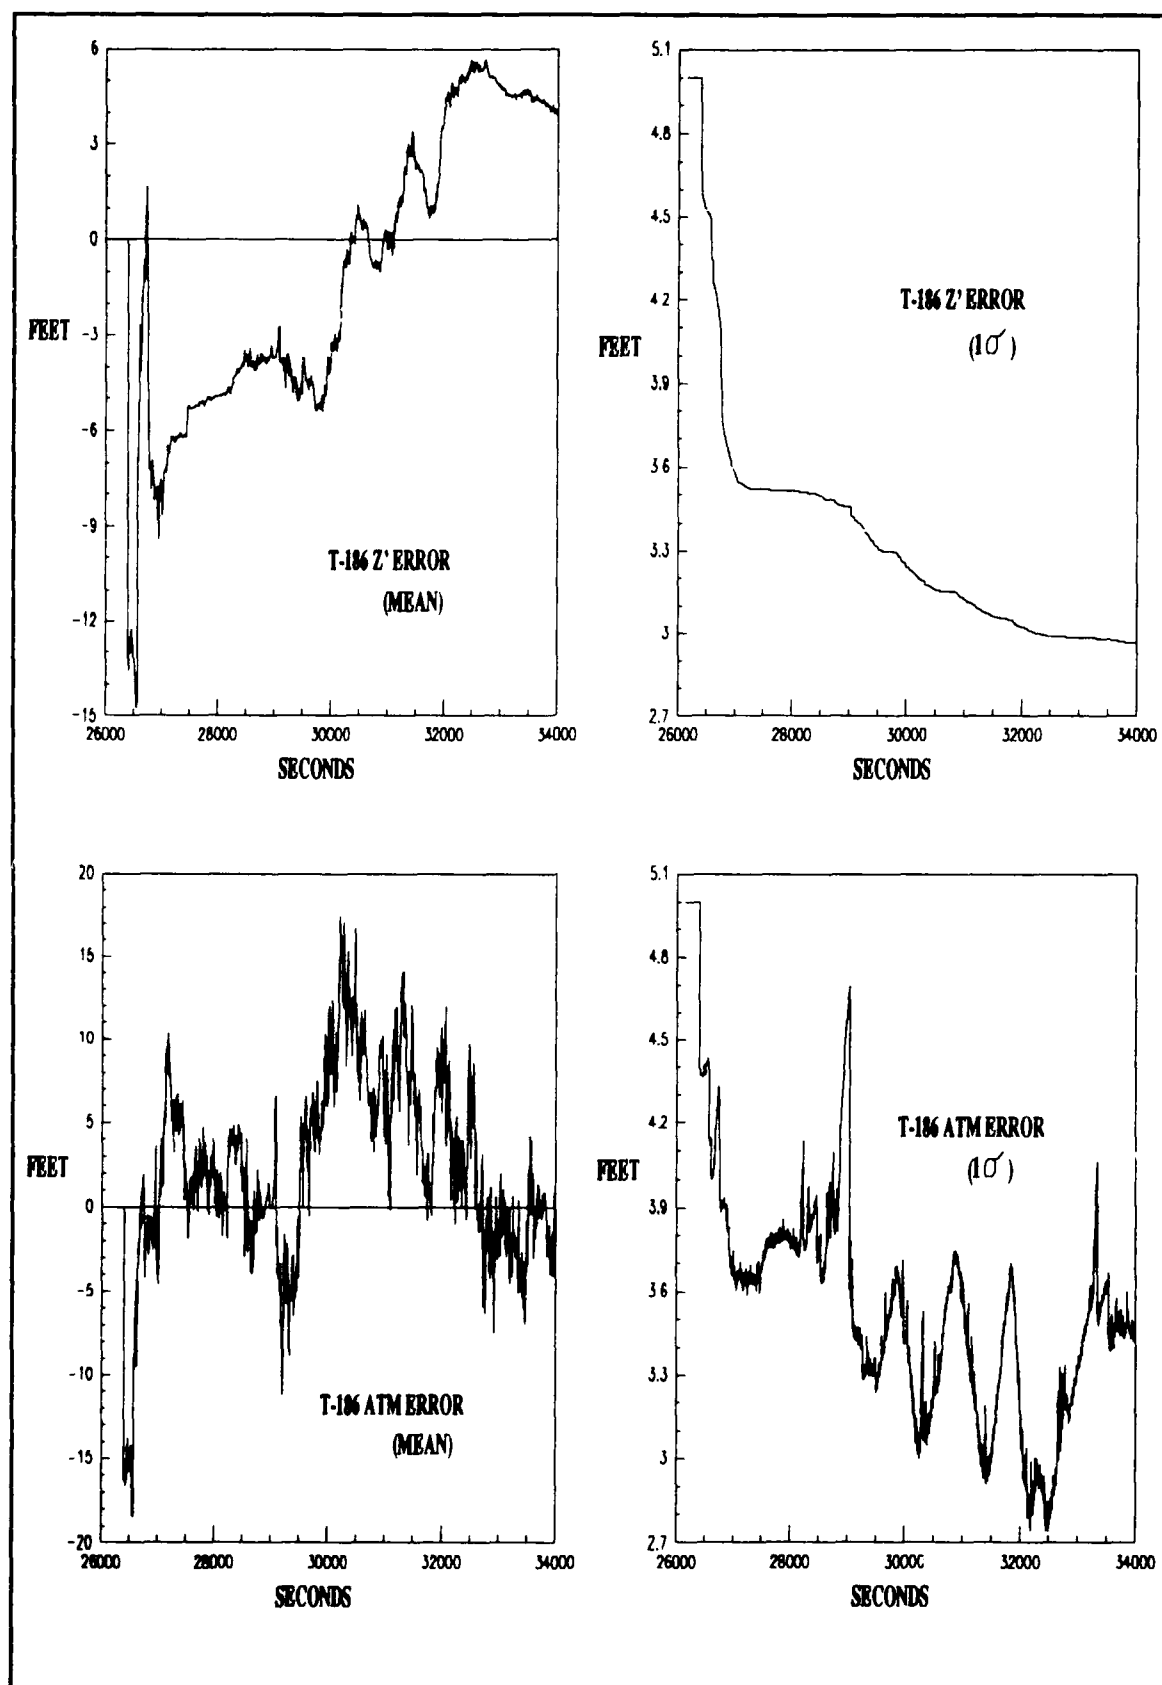 6
3
0
FEET
-3
-6
-9
-12
-15
T-186 Z' ERROR
(MEAN)
26000 28000 30000 32000 34000
SECONDS
5.1
4.8
4.5
4.2
FEET
3.9
3.6
3.3
3
2.7
T-186 Z' ERROR
(1σ)
26000 28000 30000 32000 34000
SECONDS
20
15
10
5
FEET
0
-5
-10
-15
-20
T-186 ATM ERROR
(MEAN)
26000 28000 30000 32000 34000
SECONDS
5.1
4.8
4.5
4.2
FEET
3.9
3.6
3.3
3
2.7
T-186 ATM ERROR
(1σ)
26000 28000 30000 32000 34000
SECONDS